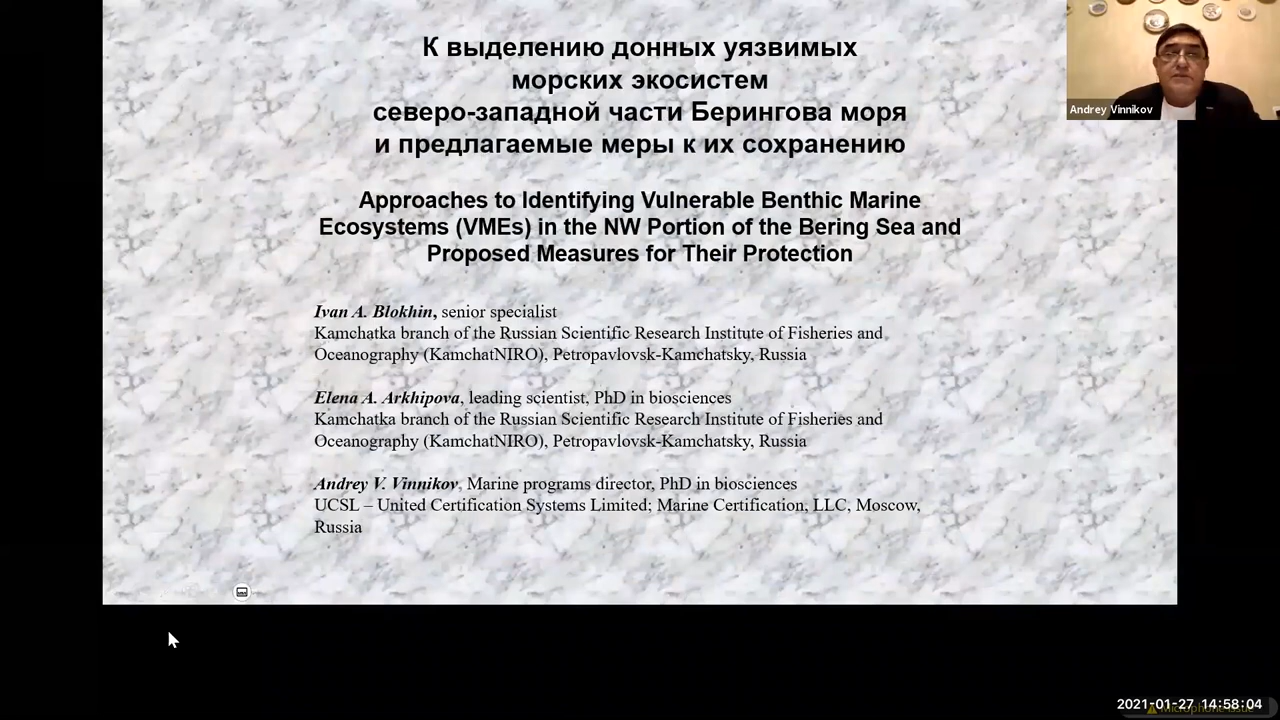 К выделению донных уязвимых
морских экосистем
северо-западной части Берингова моря
и предлагаемые меры к их сохранению
Approaches to Identifying Vulnerable Benthic Marine
Ecosystems (VMEs) in the NW Portion of the Bering Sea and
Proposed Measures for Their Protection
Ivan A. Blokhin, senior specialist
Kamchatka branch of the Russian Scientific Research Institute of Fisheries and
Oceanography (KamchatNIRO), Petropavlovsk-Kamchatsky, Russia
Elena A. Arkhipova, leading scientist, PhD in biosciences
Kamchatka branch of the Russian Scientific Research Institute of Fisheries and
Oceanography (KamchatNIRO), Petropavlovsk-Kamchatsky, Russia
Andrey V. Vinnikov, Marine programs director, PhD in biosciences
UCSL – United Certification Systems Limited; Marine Certification, LLC, Moscow,
Russia
Andrey Vinnikov
2021-01-27 14:58:04